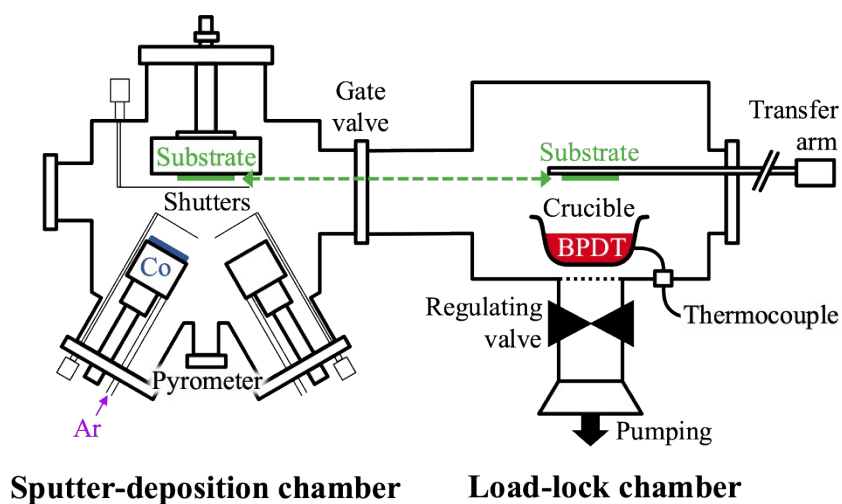 Gate
valve
Transfer
arm
Substrate
Substrate
Shutters
Crucible
Co
BPDT
Regulating
valve
Thermocouple
Pyrometer
Ar
Pumping
Sputter-deposition chamber
Load-lock chamber